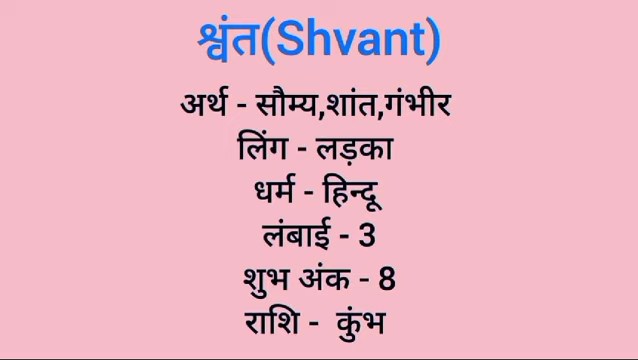 श्वंत(Shvant)
अर्थ - सौम्य,शांत,गंभीर
लिंग - लड़का
धर्म - हिन्दू
लंबाई - 3
शुभ अंक - 8
राशि - कुंभ